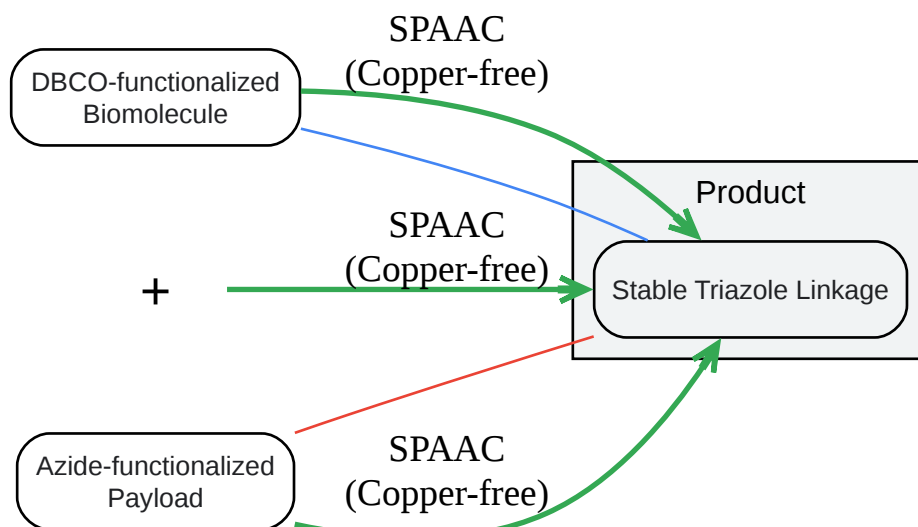 SPAAC
(Copper-free)
DBCO-functionalized
Biomolecule
Product
SPAAC
(Copper-free)
+
Stable Triazole Linkage
SPAAC
(Copper-free)
Azide-functionalized
Payload